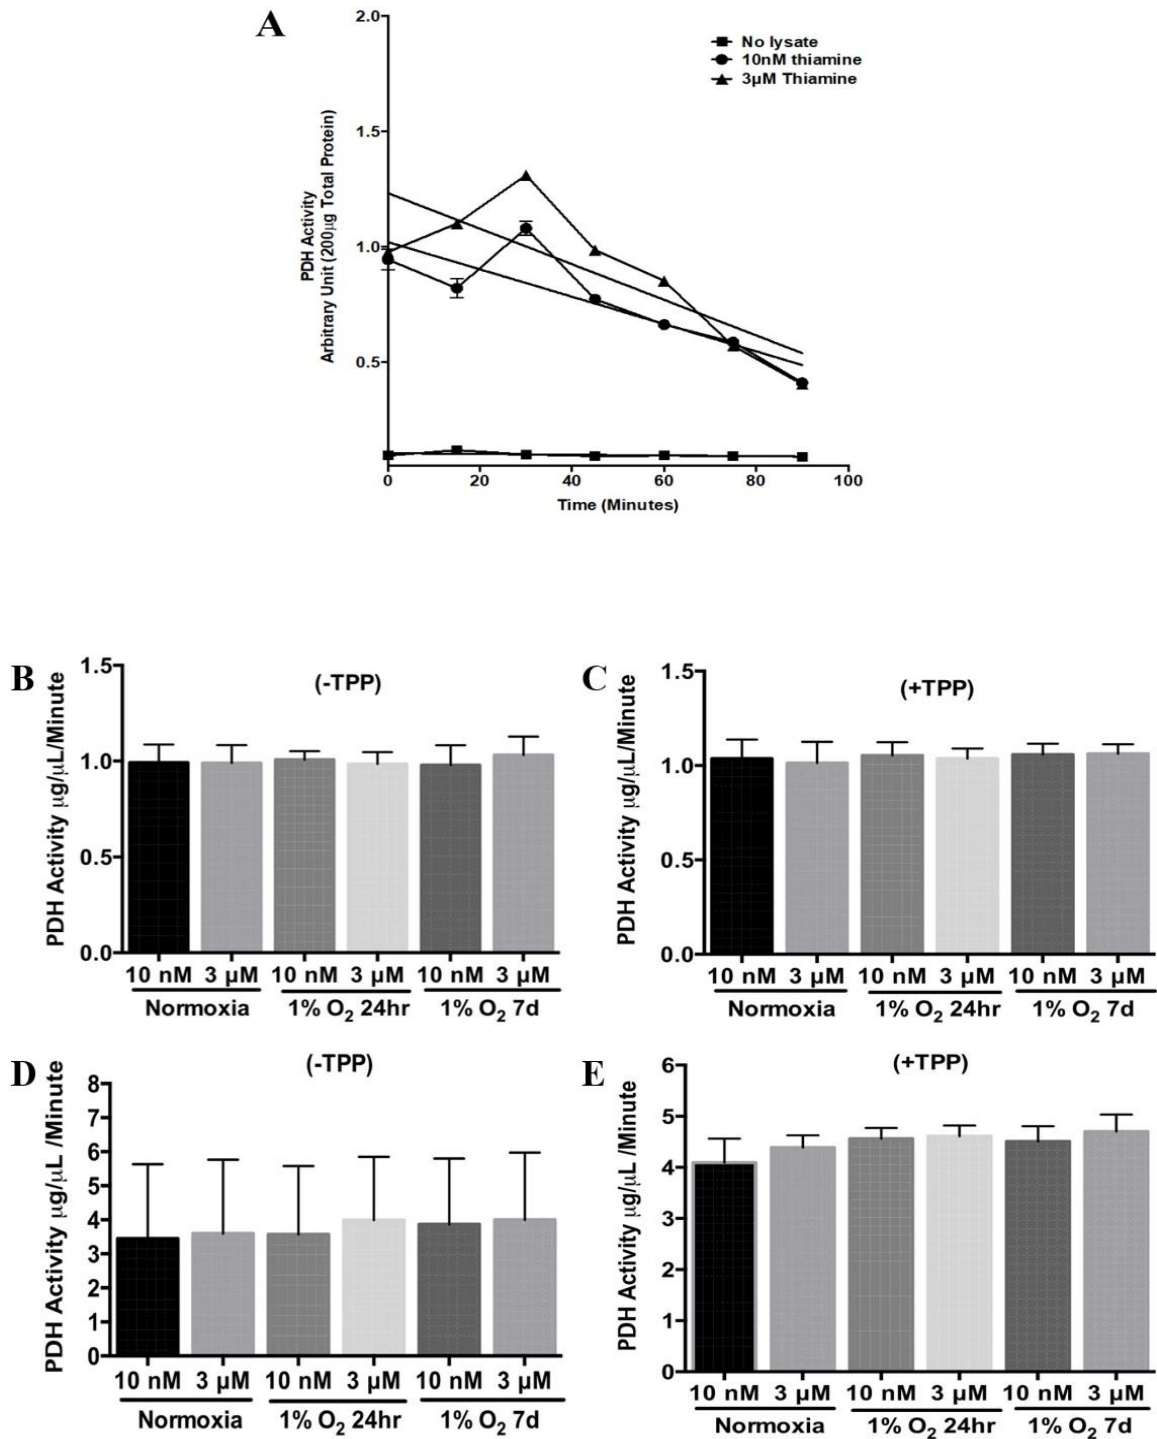 A
2.0
No lysate
10nM thiamine
3µM Thiamine
1.5
PDH Activity
Arbitrary Unit (200µg Total Protein)
1.0
0.5
0 20 40 60 80 100
Time (Minutes)
B
(-TPP)
PDH Activity µg/µL/Minute
1.5
1.0
0.5
0.0
10 nM 3 µM 10 nM 3 µM 10 nM 3 µM
Normoxia 1% O2 24hr 1% O2 7d
C
(+TPP)
PDH Activity µg/µL/Minute
1.5
1.0
0.5
0.0
10 nM 3 µM 10 nM 3 µM 10 nM 3 µM
Normoxia 1% O2 24hr 1% O2 7d
D
(-TPP)
PDH Activity µg/µL /Minute
8
7
6
5
4
3
2
1
0
10 nM 3 µM 10 nM 3 µM 10 nM 3 µM
Normoxia 1% O2 24hr 1% O2 7d
E
(+TPP)
PDH Activity µg/µL /Minute
6
5
4
3
2
1
0
10 nM 3 µM 10 nM 3 µM 10 nM 3 µM
Normoxia 1% O2 24hr 1% O2 7d